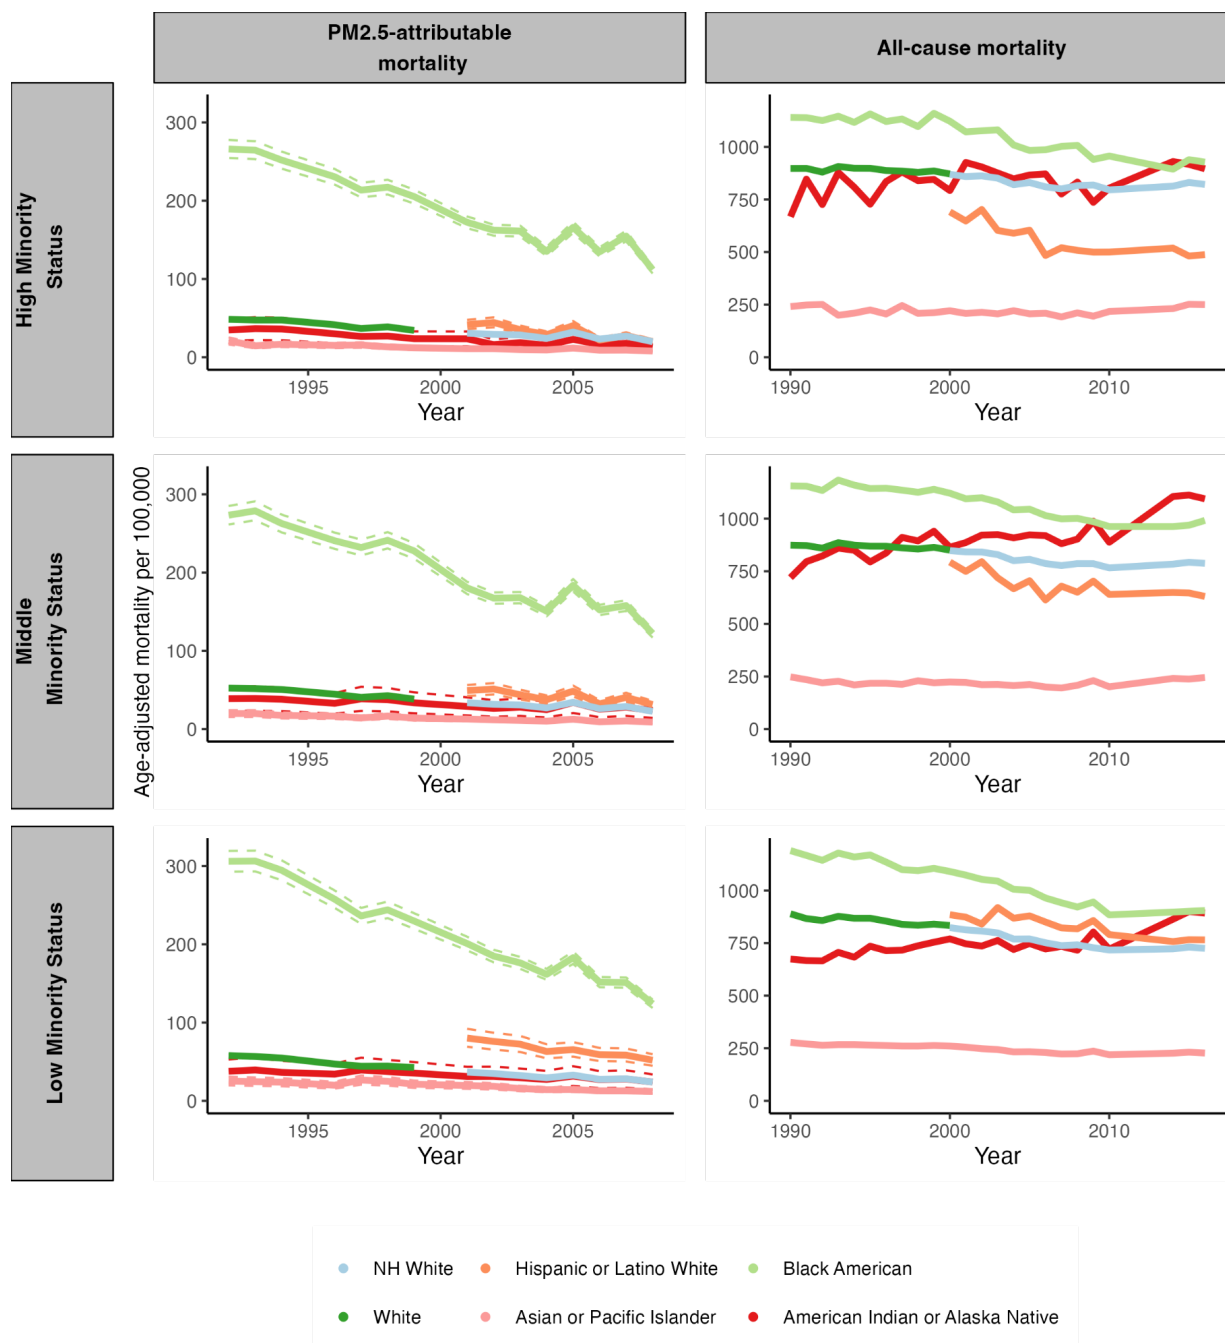 PM2.5-attributable
mortality
All-cause mortality
High Minority
Status
300
200
100
0
1995
2000
2005
Year
1000
750
500
250
0
1990
2000
2010
Year
Middle
Minority Status
Age-adjusted mortality per 100,000
300
200
100
0
1995
2000
2005
Year
1000
750
500
250
0
1990
2000
2010
Year
Low Minority Status
300
200
100
0
1995
2000
2005
Year
1000
750
500
250
0
1990
2000
2010
Year
NH White
Hispanic or Latino White
Black American
White
Asian or Pacific Islander
American Indian or Alaska Native